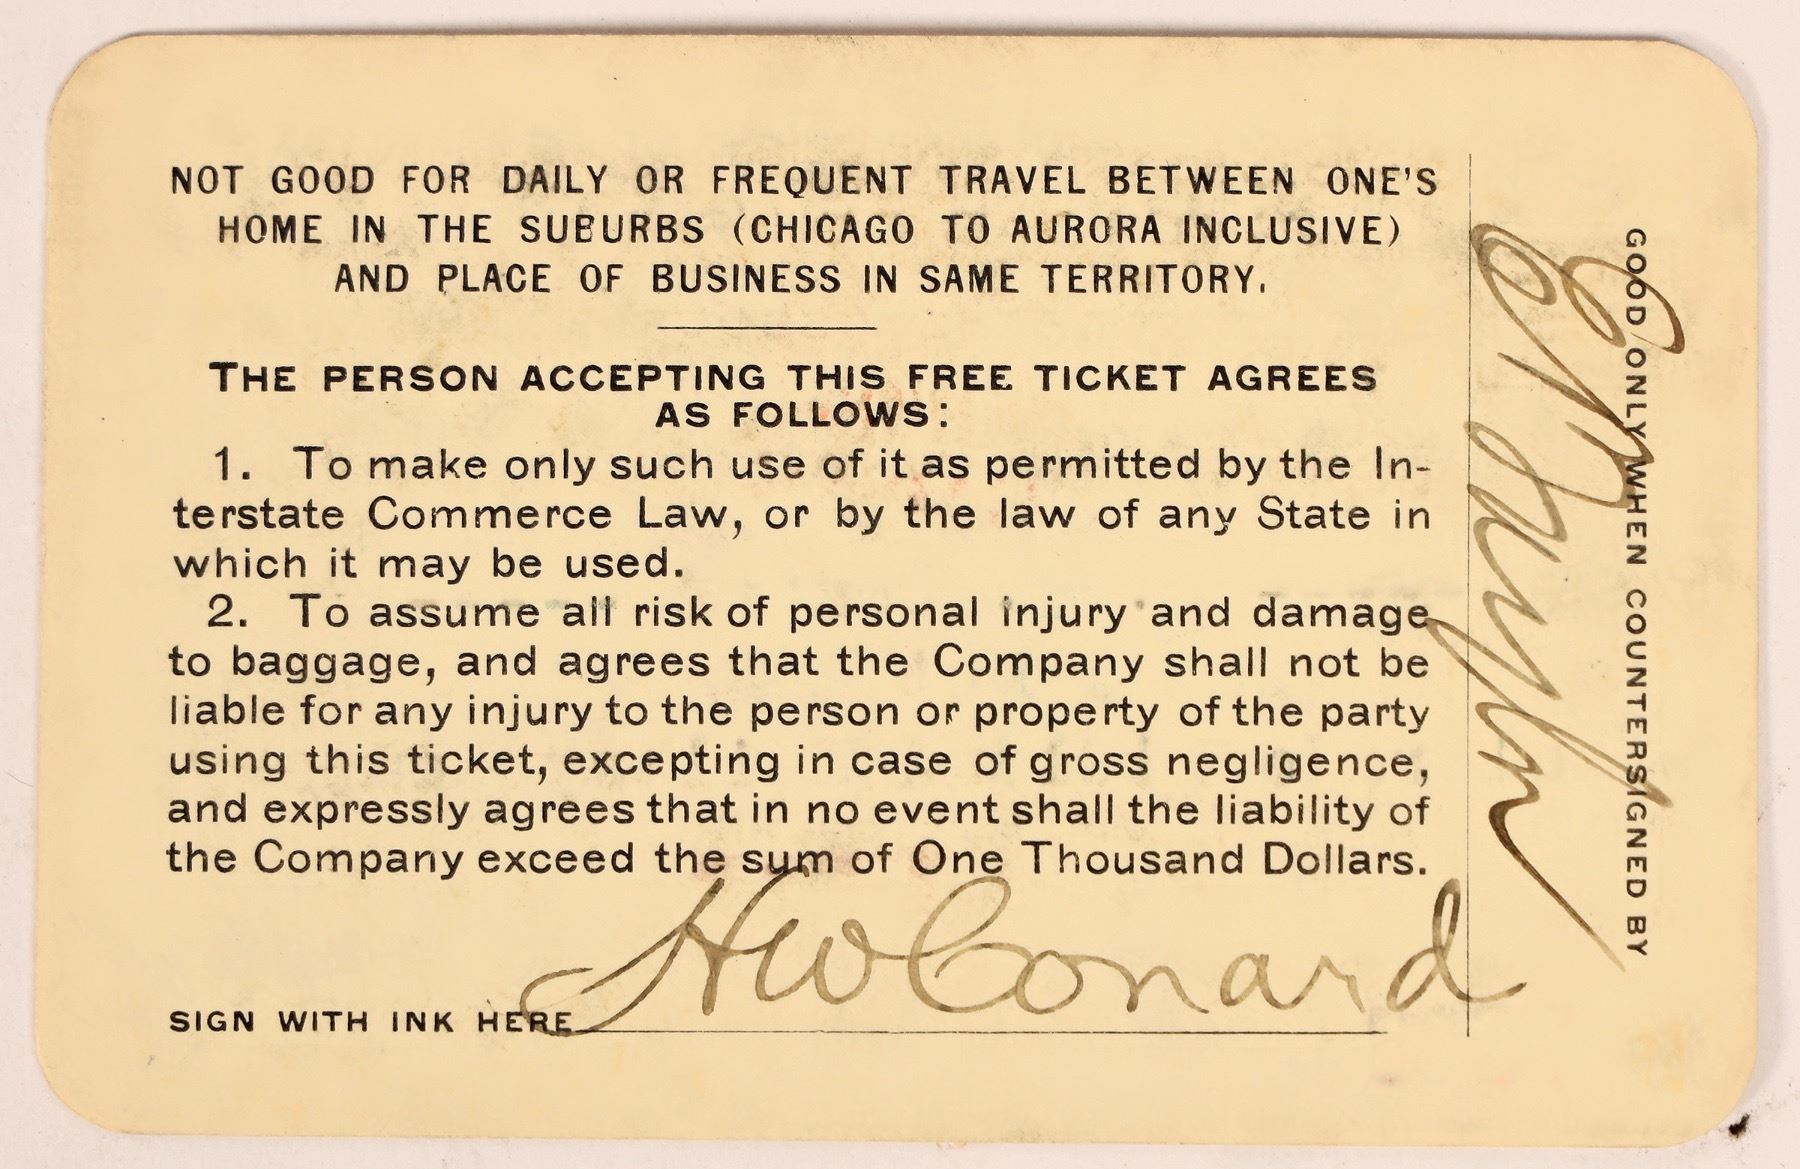 NOT GOOD FOR DAILY OR FREQUENT TRAVEL BETWEEN ONE'S
HOME IN THE SUBURBS (CHICAGO TO AURORA INCLUSIVE)
AND PLACE OF BUSINESS IN SAME TERRITORY.
THE PERSON ACCEPTING THIS FREE TICKET AGREES
AS FOLLOWS:
1. To make only such use of it as permitted by the In-
terstate Commerce Law, or by the law of any State in
which it may be used.
2. To assume all risk of personal injury and damage
to baggage, and agrees that the Company shall not be
liable for any injury to the person or property of the party
using this ticket, excepting in case of gross negligence,
and expressly agrees that in no event shall the liability of
the Company exceed the sum of One Thousand Dollars.
SIGN WITH INK HERE H W Conard
GOOD ONLY WHEN COUNTERSIGNED BY